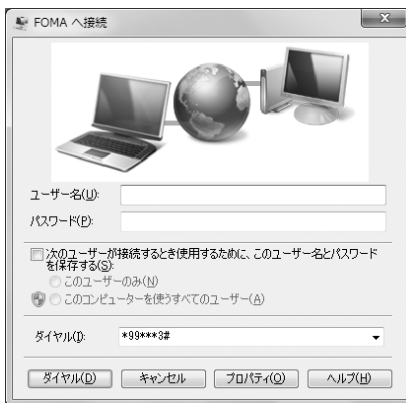 FOMA へ接続
ユーザー名(U):
パスワード(P):
次のユーザーが接続するとき使用するために、このユーザー名とパスワード
を保存する(S):
このユーザーのみ(N)
このコンピューターを使うすべてのユーザー(A)
ダイヤル(I): *99***3#
ダイヤル(D) キャンセル プロパティ(O) ヘルプ(H)